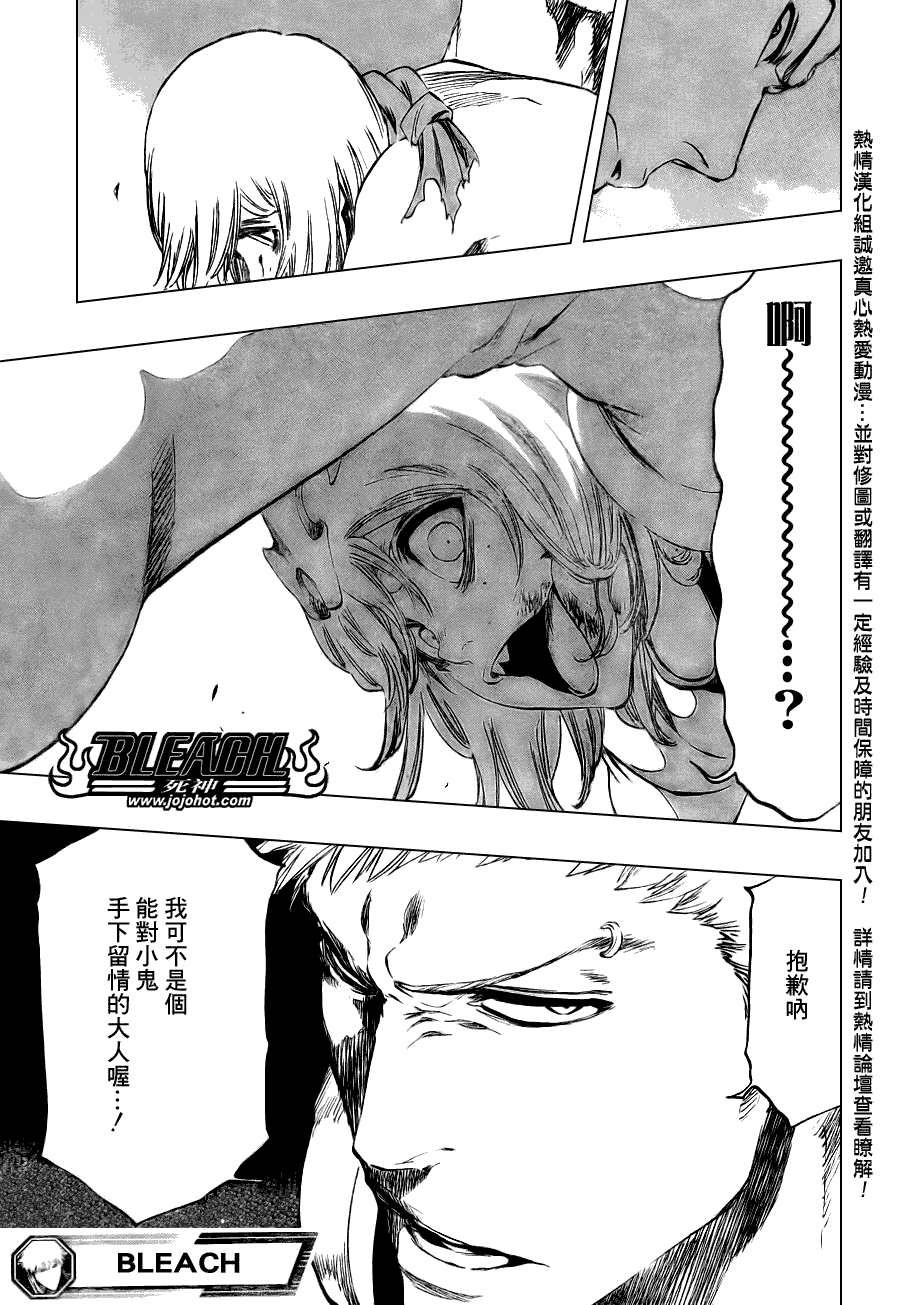 啊～～～～～～～～…？
抱歉吶
我可不是個
能對小鬼
手下留情的大人喔…！
BLEACH
死神
www.jojohot.com
BLEACH
熱情漢化組誠邀真心熱愛動漫…並對修圖或翻譯有一定經驗及時間保障的朋友加入！ 詳情請到熱情論壇查看瞭解！